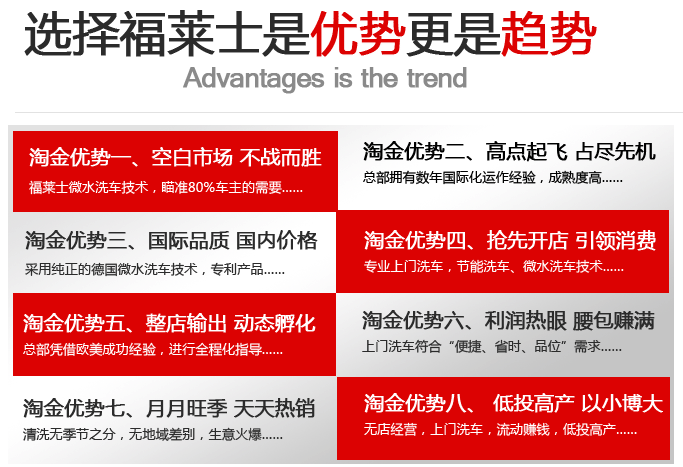 选择福莱士是优势更是趋势
Advantages is the trend
淘金优势一、空白市场 不战而胜
福莱士微水洗车技术，瞄准80%车主的需要......
淘金优势二、高点起飞 占尽先机
总部拥有数年国际化运作经验，成熟度高......
淘金优势三、国际品质 国内价格
采用纯正的德国微水洗车技术，专利产品......
淘金优势四、抢先开店 引领消费
专业上门洗车，节能洗车、微水洗车技术......
淘金优势五、整店输出 动态孵化
总部凭借欧美成功经验，进行全程化指导......
淘金优势六、利润热眼 腰包赚满
上门洗车符合“便捷、省时、品位”需求......
淘金优势七、月月旺季 天天热销
清洗无季节之分，无地域差别，生意火爆......
淘金优势八、 低投高产 以小博大
无店经营，上门洗车，流动赚钱，低投高产......